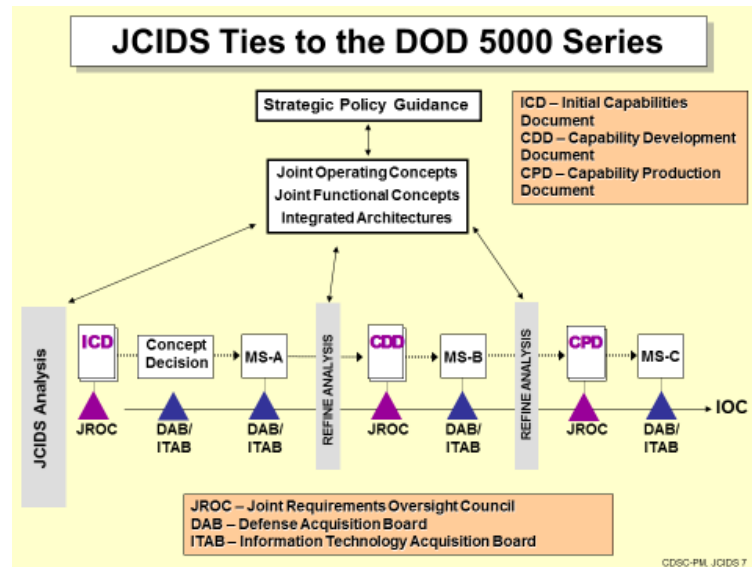 JCIDS Ties to the DOD 5000 Series
Strategic Policy Guidance
ICD – Initial Capabilities
Document
CDD – Capability Development
Document
CPD – Capability Production
Document
Joint Operating Concepts
Joint Functional Concepts
Integrated Architectures
JCIDS Analysis
ICD
Concept
Decision
MS-A
REFINE ANALYSIS
CDD
MS-B
REFINE ANALYSIS
CPD
MS-C
IOC
JROC
DAB/
ITAB
DAB/
ITAB
JROC
DAB/
ITAB
JROC
DAB/
ITAB
JROC – Joint Requirements Oversight Council
DAB – Defense Acquisition Board
ITAB – Information Technology Acquisition Board
CDSC-PM, JCIDS 7